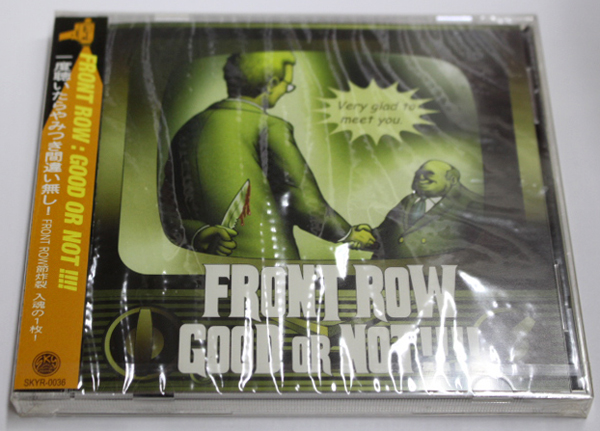 FRONT ROW : GOOD OR NOT !!!!
一度聴いたらやみつき間違い無し!
FRONT ROW節炸裂 入魂の1枚!
SKYR-0036
Very glad to
meet you.
FRONT ROW
GOOD OR NOT!!!!